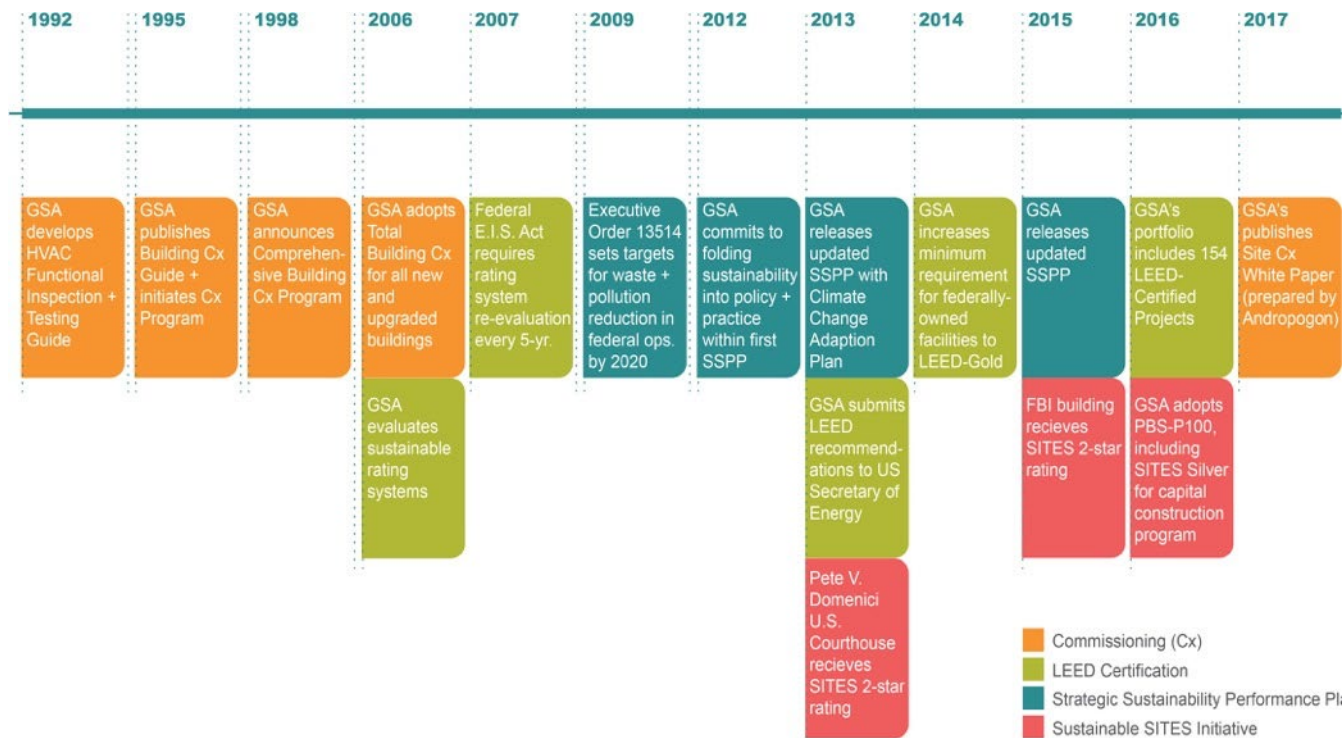 1992
1995
1998
2006
2007
2009
2012
2013
2014
2015
2016
2017
GSA
develops
HVAC
Functional
Inspection +
Testing
Guide
GSA
publishes
Building Cx
Guide +
initiates Cx
Program
GSA
announces
Comprehen-
sive Building
Cx Program
GSA adopts
Total
Building Cx
for all new
and
upgraded
buildings
GSA
evaluates
sustainable
rating
systems
Federal
E.I.S. Act
requires
rating
system
re-evaluation
every 5-yr.
Executive
Order 13514
sets targets
for waste +
pollution
reduction in
federal ops.
by 2020
GSA
commits to
folding
sustainability
into policy +
practice
within first
SSPP
GSA
releases
updated
SSPP with
Climate
Change
Adaption
Plan
GSA submits
LEED
recommend-
ations to US
Secretary of
Energy
Pete V.
Domenici
U.S.
Courthouse
recieves
SITES 2-star
rating
GSA
increases
minimum
requirement
for federally-
owned
facilities to
LEED-Gold
GSA
releases
updated
SSPP
FBI building
recieves
SITES 2-star
rating
GSA's
portfolio
includes 154
LEED-
Certified
Projects
GSA adopts
PBS-P100,
including
SITES Silver
for capital
construction
program
GSA's
publishes
Site Cx
White Paper
(prepared by
Andropogon)
Commissioning (Cx)
LEED Certification
Strategic Sustainability Performance Pla
Sustainable SITES Initiative